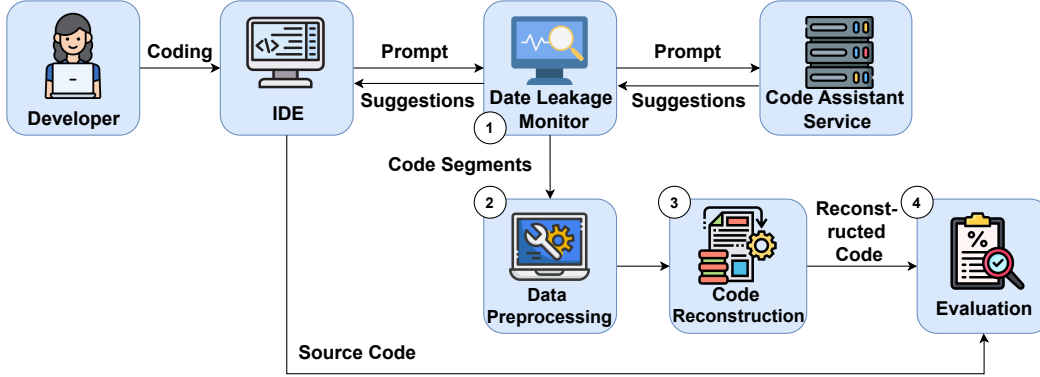 Developer
Coding
</>
IDE
Prompt
Suggestions
Date Leakage
Monitor
1
Prompt
Suggestions
Code Assistant
Service
Code Segments
2
Data
Preprocessing
3
Code
Reconstruction
Reconst-
ructed
Code
4
%
Evaluation
Source Code